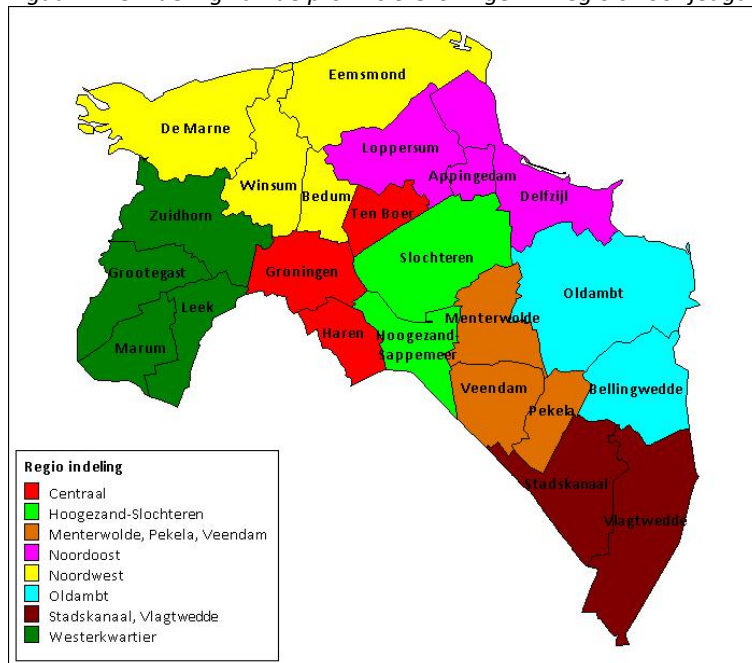 Eemsmond
De Marne
Loppersum
Winsum
Bedum
Appingedam
Delfzijl
Ten Boer
Zuidhorn
Slochteren
Grootegast
Groningen
Oldambt
Leek
Menterwolde
Haren
Hoogezand-
Sappemeer
Marum
Veendam
Bellingwedde
Pekela
Stadskanaal
Vlagtwedde
Regio indeling
Centraal
Hoogezand-Slochteren
Menterwolde, Pekela, Veendam
Noordoost
Noordwest
Oldambt
Stadskanaal, Vlagtwedde
Westerkwartier